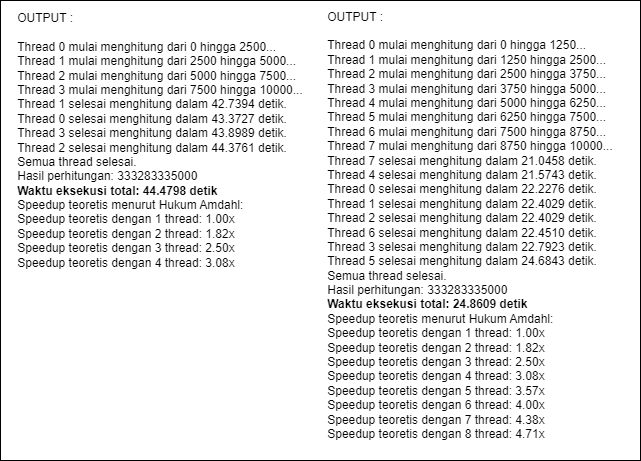 OUTPUT :
Thread 0 mulai menghitung dari 0 hingga 2500...
Thread 1 mulai menghitung dari 2500 hingga 5000...
Thread 2 mulai menghitung dari 5000 hingga 7500...
Thread 3 mulai menghitung dari 7500 hingga 10000...
Thread 1 selesai menghitung dalam 42.7394 detik.
Thread 0 selesai menghitung dalam 43.3727 detik.
Thread 3 selesai menghitung dalam 43.8989 detik.
Thread 2 selesai menghitung dalam 44.3761 detik.
Semua thread selesai.
Hasil perhitungan: 333283335000
Waktu eksekusi total: 44.4798 detik
Speedup teoretis menurut Hukum Amdahl:
Speedup teoretis dengan 1 thread: 1.00x
Speedup teoretis dengan 2 thread: 1.82x
Speedup teoretis dengan 3 thread: 2.50x
Speedup teoretis dengan 4 thread: 3.08x
OUTPUT :
Thread 0 mulai menghitung dari 0 hingga 1250...
Thread 1 mulai menghitung dari 1250 hingga 2500...
Thread 2 mulai menghitung dari 2500 hingga 3750...
Thread 3 mulai menghitung dari 3750 hingga 5000...
Thread 4 mulai menghitung dari 5000 hingga 6250...
Thread 5 mulai menghitung dari 6250 hingga 7500...
Thread 6 mulai menghitung dari 7500 hingga 8750...
Thread 7 mulai menghitung dari 8750 hingga 10000...
Thread 7 selesai menghitung dalam 21.0458 detik.
Thread 4 selesai menghitung dalam 21.5743 detik.
Thread 0 selesai menghitung dalam 22.2276 detik.
Thread 1 selesai menghitung dalam 22.4029 detik.
Thread 2 selesai menghitung dalam 22.4029 detik.
Thread 6 selesai menghitung dalam 22.4510 detik.
Thread 3 selesai menghitung dalam 22.7923 detik.
Thread 5 selesai menghitung dalam 24.6843 detik.
Semua thread selesai.
Hasil perhitungan: 333283335000
Waktu eksekusi total: 24.8609 detik
Speedup teoretis menurut Hukum Amdahl:
Speedup teoretis dengan 1 thread: 1.00x
Speedup teoretis dengan 2 thread: 1.82x
Speedup teoretis dengan 3 thread: 2.50x
Speedup teoretis dengan 4 thread: 3.08x
Speedup teoretis dengan 5 thread: 3.57x
Speedup teoretis dengan 6 thread: 4.00x
Speedup teoretis dengan 7 thread: 4.38x
Speedup teoretis dengan 8 thread: 4.71x